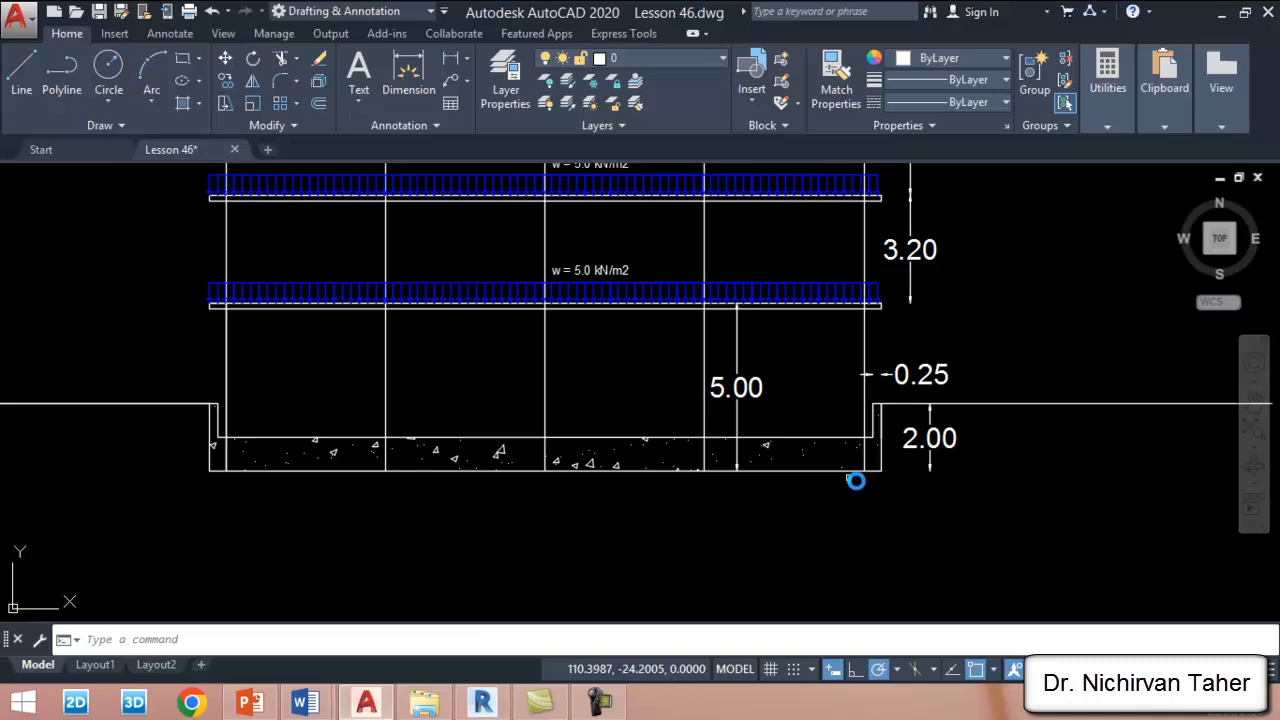 Drafting & Annotation
Autodesk AutoCAD 2020 Lesson 46.dwg
Type a keyword or phrase
Sign In
Home Insert Annotate View Manage Output Add-ins Collaborate Featured Apps Express Tools
0
ByLayer
ByLayer
ByLayer
Line Polyline Circle Arc Text Dimension Layer Properties Insert Match Properties Group Utilities Clipboard View
Draw Modify Annotation Layers Block Properties Groups
Start Lesson 46*
w = 5.0 kN/m2
3.20
w = 5.0 kN/m2
5.00
0.25
2.00
N
W TOP E
S
WCS
Y
X
Type a command
Model Layout1 Layout2
110.3987, -24.2005, 0.0000 MODEL
2D 3D
Dr. Nichirvan Taher